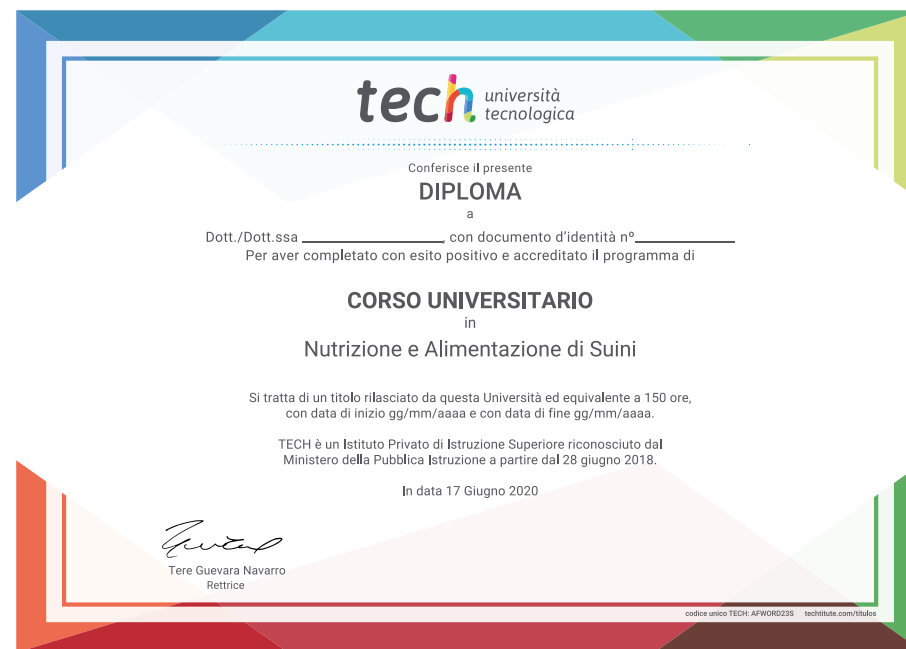 tech università
tecnologica
Conferisce il presente
DIPLOMA
a
Dott./Dott.ssa ____________________, con documento d'identità nº______________
Per aver completato con esito positivo e accreditato il programma di
CORSO UNIVERSITARIO
in
Nutrizione e Alimentazione di Suini
Si tratta di un titolo rilasciato da questa Università ed equivalente a 150 ore,
con data di inizio gg/mm/aaaa e con data di fine gg/mm/aaaa.
TECH è un Istituto Privato di Istruzione Superiore riconosciuto dal
Ministero della Pubblica Istruzione a partire dal 28 giugno 2018.
In data 17 Giugno 2020
Tere Guevara Navarro
Rettrice
codice unico TECH: AFWORD23S techtitute.com/titulos